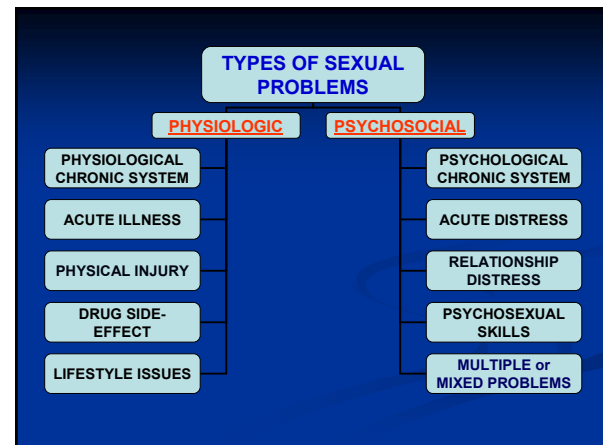 TYPES OF SEXUAL
PROBLEMS
PHYSIOLOGIC
PSYCHOSOCIAL
PHYSIOLOGICAL
CHRONIC SYSTEM
ACUTE ILLNESS
PHYSICAL INJURY
DRUG SIDE-
EFFECT
LIFESTYLE ISSUES
PSYCHOLOGICAL
CHRONIC SYSTEM
ACUTE DISTRESS
RELATIONSHIP
DISTRESS
PSYCHOSEXUAL
SKILLS
MULTIPLE or
MIXED PROBLEMS